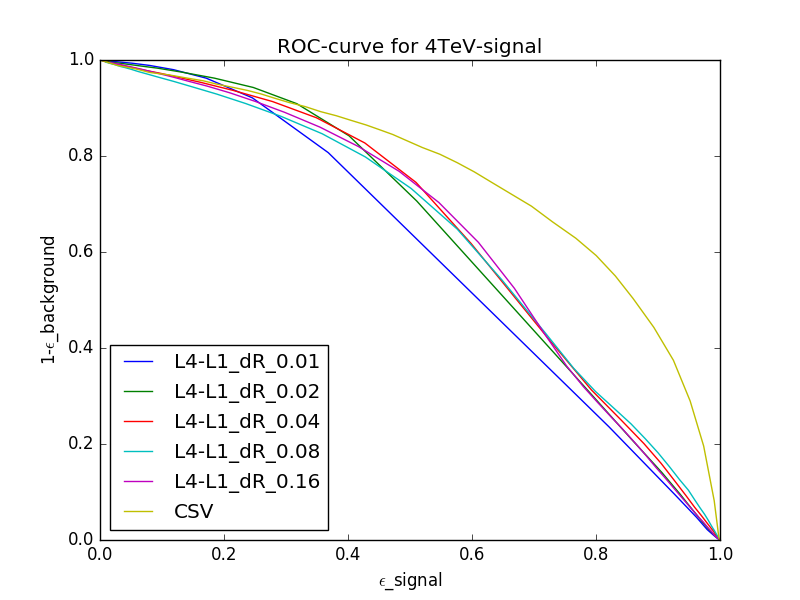 ROC-curve for 4TeV-signal
1.0
0.8
0.6
0.4
0.2
0.0
1-ϵ_background
L4-L1_dR_0.01
L4-L1_dR_0.02
L4-L1_dR_0.04
L4-L1_dR_0.08
L4-L1_dR_0.16
CSV
0.0 0.2 0.4 0.6 0.8 1.0
ϵ_signal